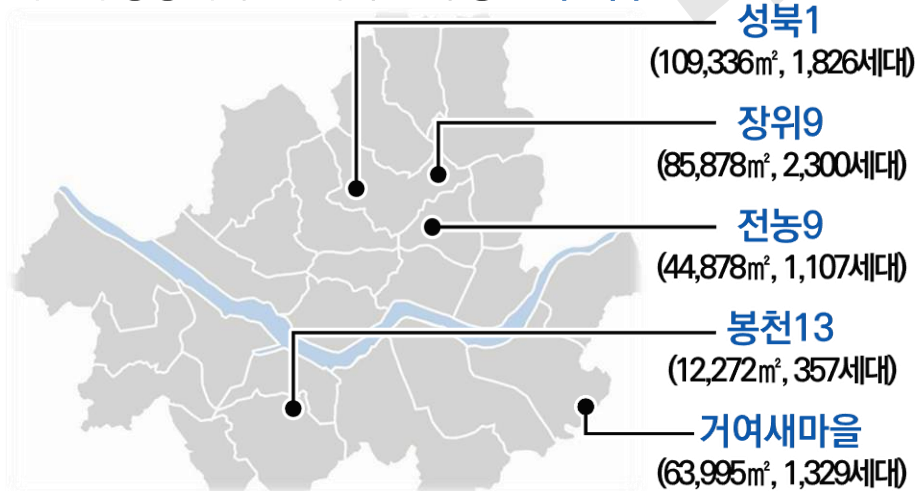 성북1
(109,336㎡, 1,826세대)
장위9
(85,878㎡, 2,300세대)
전농9
(44,878㎡, 1,107세대)
봉천13
(12,272㎡, 357세대)
거여새마을
(63,995㎡, 1,329세대)